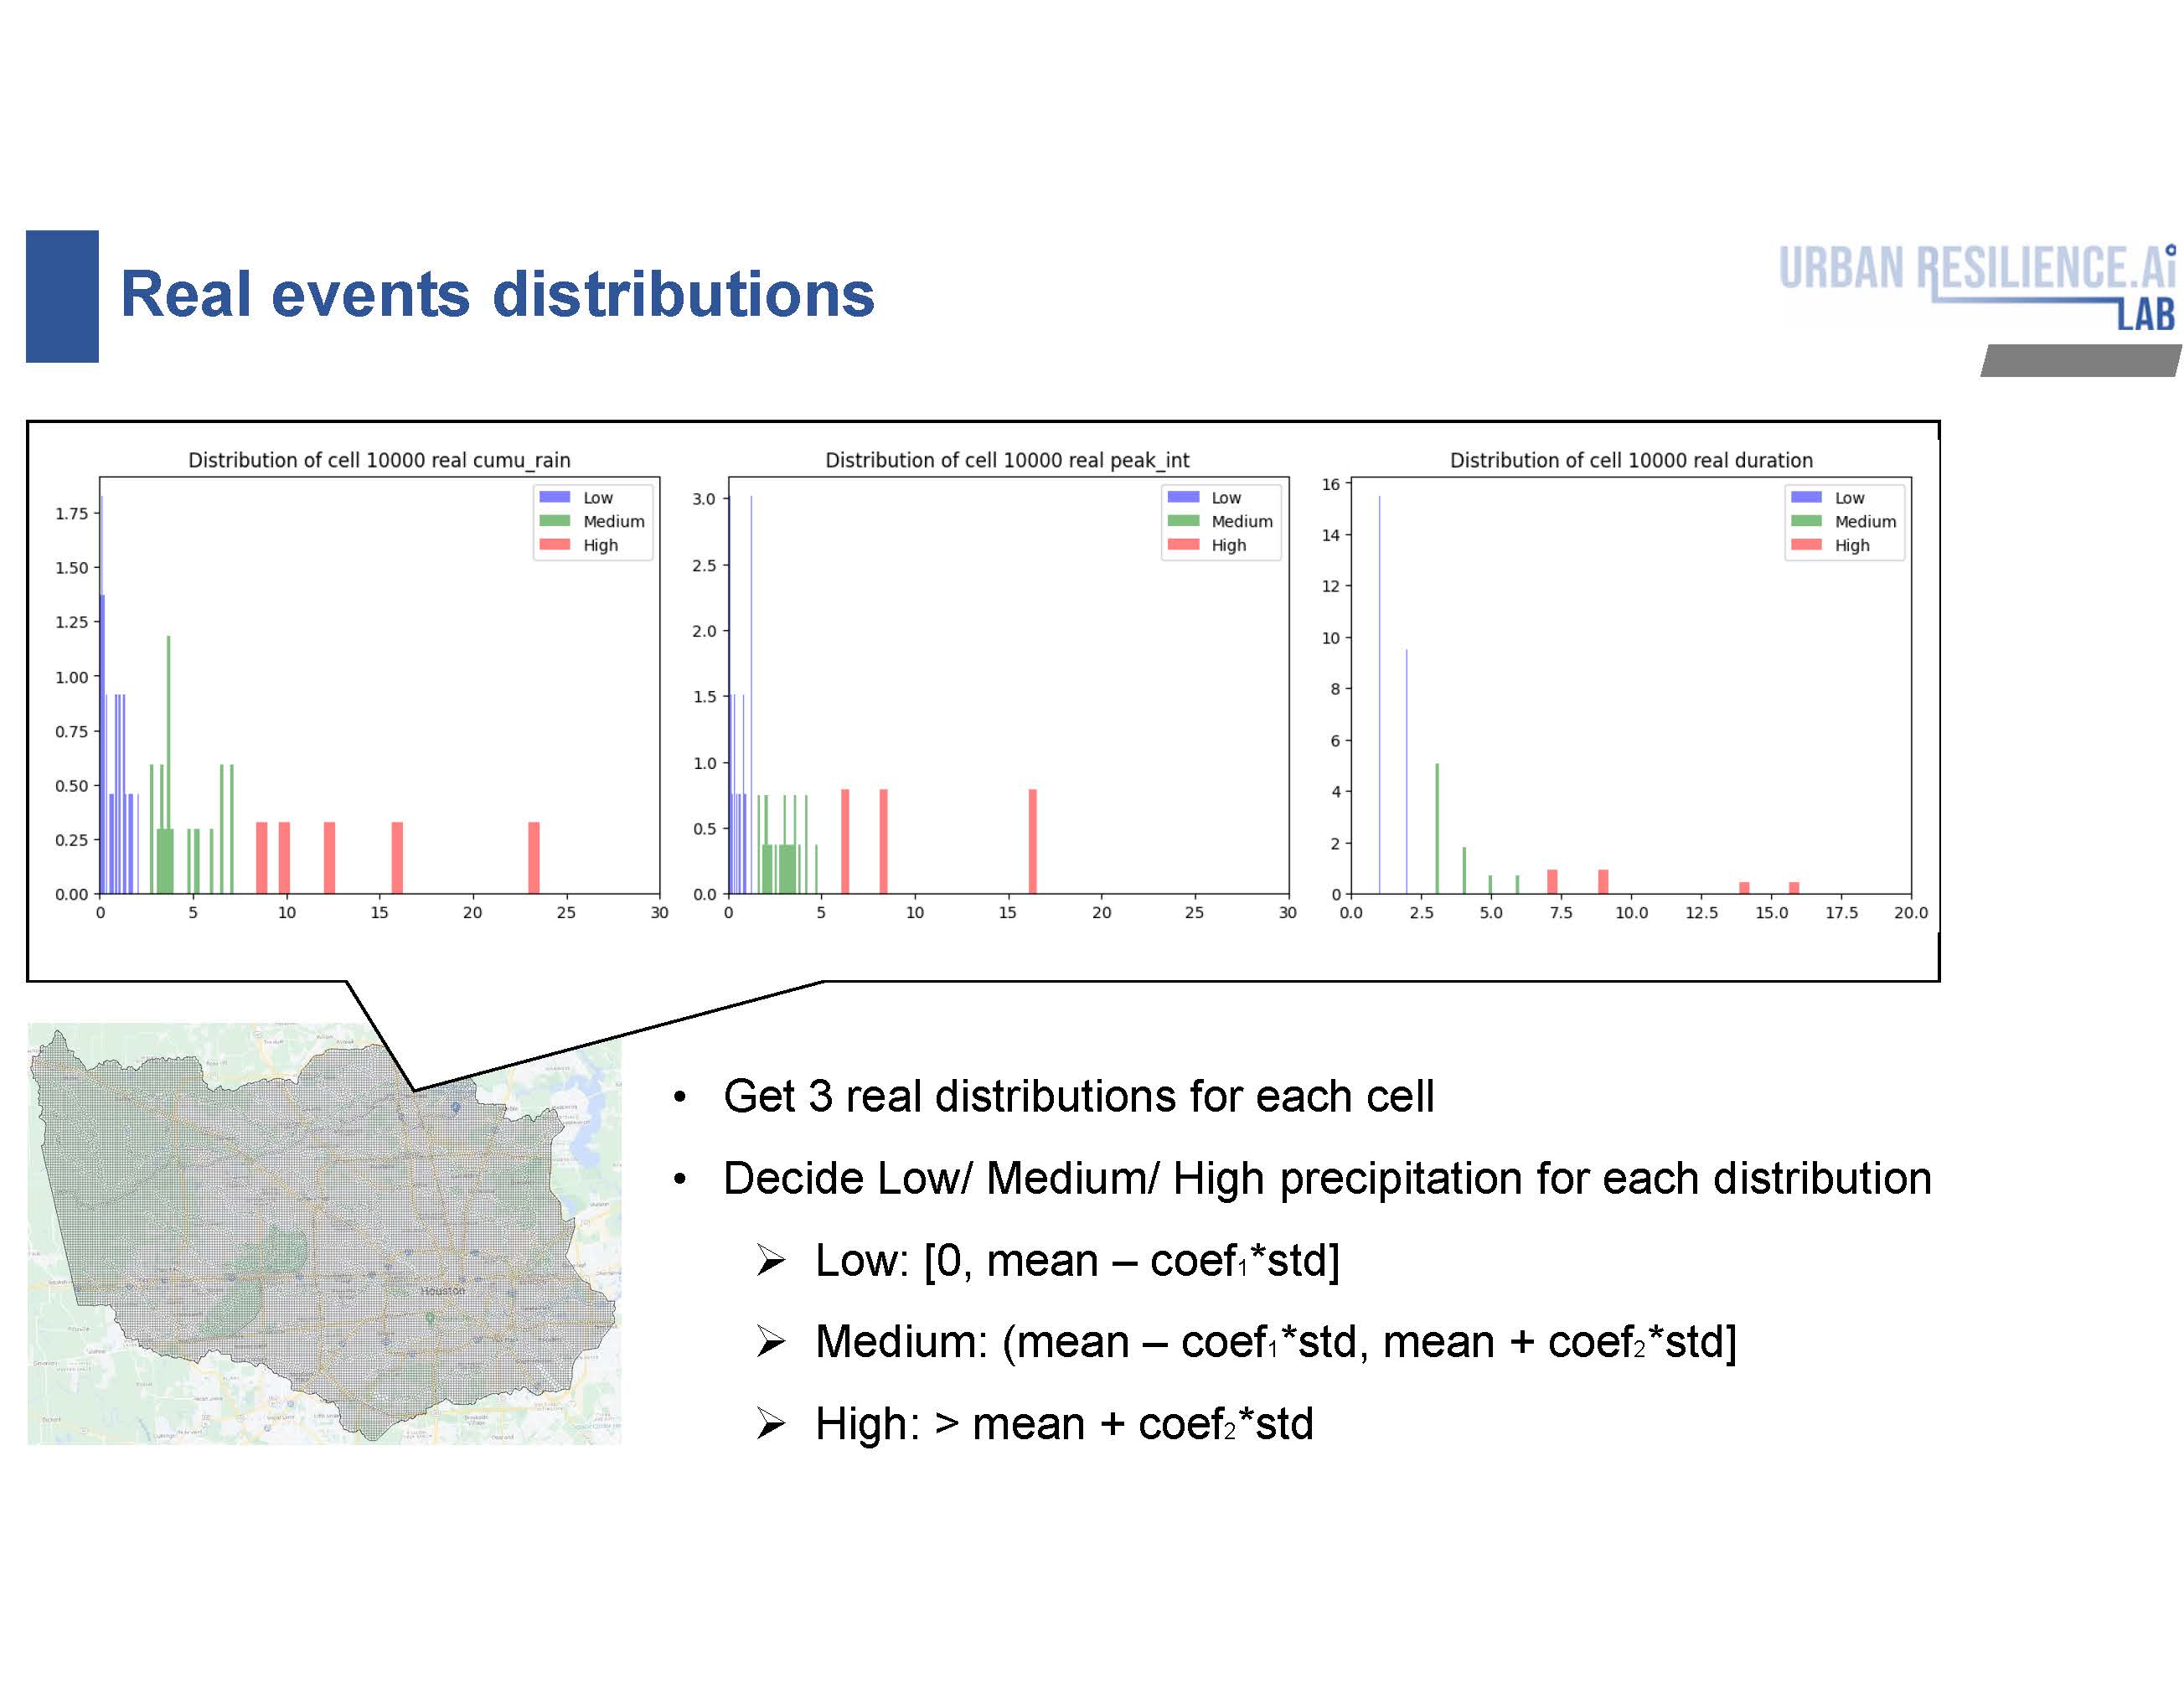 Real events distributions
URBAN RESILIENCE.Ai
LAB
Distribution of cell 10000 real cumu_rain
Low
Medium
High
1.75
1.50
1.25
1.00
0.75
0.50
0.25
0.00
0 5 10 15 20 25 30
Distribution of cell 10000 real peak_int
Low
Medium
High
3.0
2.5
2.0
1.5
1.0
0.5
0.0
0 5 10 15 20 25 30
Distribution of cell 10000 real duration
Low
Medium
High
16
14
12
10
8
6
4
2
0
0.0 2.5 5.0 7.5 10.0 12.5 15.0 17.5 20.0
Houston
• Get 3 real distributions for each cell
• Decide Low/ Medium/ High precipitation for each distribution
➢ Low: [0, mean – coef₁*std]
➢ Medium: (mean – coef₁*std, mean + coef₂*std]
➢ High: > mean + coef₂*std